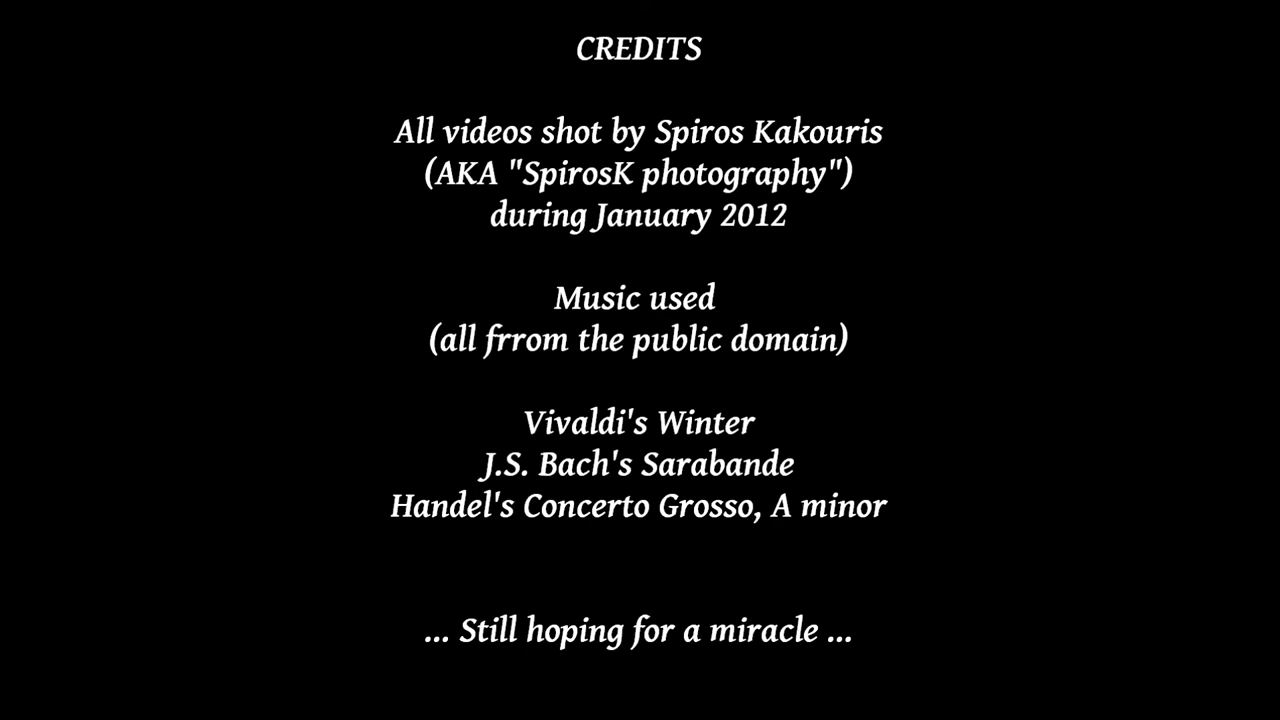 CREDITS
All videos shot by Spiros Kakouris
(AKA "SpirosK photography")
during January 2012
Music used
(all frrom the public domain)
Vivaldi's Winter
J.S. Bach's Sarabande
Handel's Concerto Grosso, A minor
... Still hoping for a miracle ...